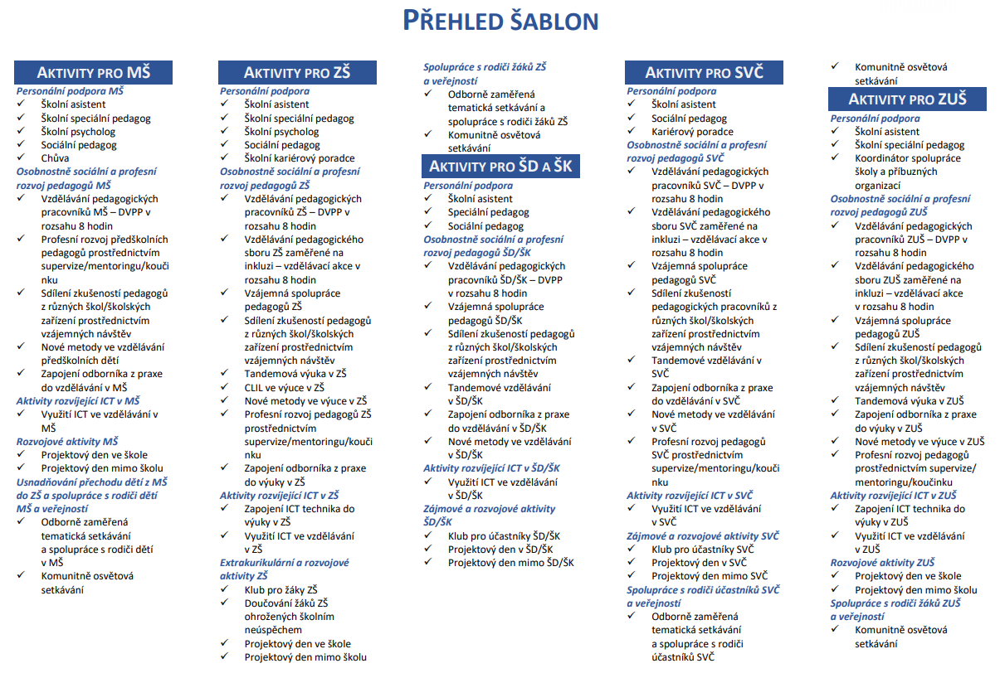 PŘEHLED ŠABLON
AKTIVITY PRO MŠ
Personální podpora MŠ
✓ Školní asistent
✓ Školní speciální pedagog
✓ Školní psycholog
✓ Sociální pedagog
✓ Chůva
Osobnostně sociální a profesní
rozvoj pedagogů MŠ
✓ Vzdělávání pedagogických
pracovníků MŠ – DVPP v
rozsahu 8 hodin
✓ Profesní rozvoj předškolních
pedagogů prostřednictvím
supervize/mentoringu/kouči
nku
✓ Sdílení zkušeností pedagogů
z různých škol/školských
zařízení prostřednictvím
vzájemných návštěv
✓ Nové metody ve vzdělávání
předškolních dětí
✓ Zapojení odborníka z praxe
do vzdělávání v MŠ
Aktivity rozvíjející ICT v MŠ
✓ Využití ICT ve vzdělávání v
MŠ
Rozvojové aktivity MŠ
✓ Projektový den ve škole
✓ Projektový den mimo školu
Usnadňování přechodu dětí z MŠ
do ZŠ a spolupráce s rodiči dětí
MŠ a veřejností
✓ Odborně zaměřená
tematická setkávání
a spolupráce s rodiči dětí
v MŠ
✓ Komunitně osvětová
setkávání
AKTIVITY PRO ZŠ
Personální podpora
✓ Školní asistent
✓ Školní speciální pedagog
✓ Školní psycholog
✓ Sociální pedagog
✓ Školní kariérový poradce
Osobnostně sociální a profesní
rozvoj pedagogů ZŠ
✓ Vzdělávání pedagogických
pracovníků ZŠ – DVPP v
rozsahu 8 hodin
✓ Vzdělávání pedagogického
sboru ZŠ zaměřené na
inkluzi – vzdělávací akce v
rozsahu 8 hodin
✓ Vzájemná spolupráce
pedagogů ZŠ
✓ Sdílení zkušeností pedagogů
z různých škol/školských
zařízení prostřednictvím
vzájemných návštěv
✓ Tandemová výuka v ZŠ
✓ CLIL ve výuce v ZŠ
✓ Nové metody ve výuce v ZŠ
✓ Profesní rozvoj pedagogů ZŠ
prostřednictvím
supervize/mentoringu/kouči
nku
✓ Zapojení odborníka z praxe
do výuky v ZŠ
Aktivity rozvíjející ICT v ZŠ
✓ Zapojení ICT technika do
výuky v ZŠ
✓ Využití ICT ve vzdělávání
v ZŠ
Extrakurikulární a rozvojové
aktivity ZŠ
✓ Klub pro žáky ZŠ
✓ Doučování žáků ZŠ
ohrožených školním
neúspěchem
✓ Projektový den ve škole
✓ Projektový den mimo školu
Spolupráce s rodiči žáků ZŠ
a veřejností
✓ Odborně zaměřená
tematická setkávání a
spolupráce s rodiči žáků ZŠ
✓ Komunitně osvětová
setkávání
AKTIVITY PRO ŠD A ŠK
Personální podpora
✓ Školní asistent
✓ Speciální pedagog
✓ Sociální pedagog
Osobnostně sociální a profesní
rozvoj pedagogů ŠD/ŠK
✓ Vzdělávání pedagogických
pracovníků ŠD/ŠK – DVPP
v rozsahu 8 hodin
✓ Vzájemná spolupráce
pedagogů ŠD/ŠK
✓ Sdílení zkušeností pedagogů
z různých škol/školských
zařízení prostřednictvím
vzájemných návštěv
✓ Tandemové vzdělávání
v ŠD/ŠK
✓ Zapojení odborníka z praxe
do vzdělávání v ŠD/ŠK
✓ Nové metody ve vzdělávání
v ŠD/ŠK
Aktivity rozvíjející ICT v ŠD/ŠK
✓ Využití ICT ve vzdělávání
v ŠD/ŠK
Zájmové a rozvojové aktivity
ŠD/ŠK
✓ Klub pro účastníky ŠD/ŠK
✓ Projektový den v ŠD/ŠK
✓ Projektový den mimo ŠD/ŠK
AKTIVITY PRO SVČ
Personální podpora
✓ Školní asistent
✓ Sociální pedagog
✓ Kariérový poradce
Osobnostně sociální a profesní
rozvoj pedagogů SVČ
✓ Vzdělávání pedagogických
pracovníků SVČ – DVPP v
rozsahu 8 hodin
✓ Vzdělávání pedagogického
sboru SVČ zaměřené na
inkluzi – vzdělávací akce v
rozsahu 8 hodin
✓ Vzájemná spolupráce
pedagogů SVČ
✓ Sdílení zkušeností
pedagogických pracovníků z
různých škol/školských
zařízení prostřednictvím
vzájemných návštěv
✓ Tandemové vzdělávání v
SVČ
✓ Zapojení odborníka z praxe
do vzdělávání v SVČ
✓ Nové metody ve vzdělávání
v SVČ
✓ Profesní rozvoj pedagogů
SVČ prostřednictvím
supervize/mentoringu/kouči
nku
Aktivity rozvíjející ICT v SVČ
✓ Využití ICT ve vzdělávání
v SVČ
Zájmové a rozvojové aktivity SVČ
✓ Klub pro účastníky SVČ
✓ Projektový den v SVČ
✓ Projektový den mimo SVČ
Spolupráce s rodiči účastníků SVČ
a veřejností
✓ Odborně zaměřená
tematická setkávání
a spolupráce s rodiči
účastníků SVČ
✓ Komunitně osvětová
setkávání
AKTIVITY PRO ZUŠ
Personální podpora
✓ Školní asistent
✓ Školní speciální pedagog
✓ Koordinátor spolupráce
školy a příbuzných
organizací
Osobnostně sociální a profesní
rozvoj pedagogů ZUŠ
✓ Vzdělávání pedagogických
pracovníků ZUŠ – DVPP v
rozsahu 8 hodin
✓ Vzdělávání pedagogického
sboru ZUŠ zaměřené na
inkluzi – vzdělávací akce
v rozsahu 8 hodin
✓ Vzájemná spolupráce
pedagogů ZUŠ
✓ Sdílení zkušeností pedagogů
z různých škol/školských
zařízení prostřednictvím
vzájemných návštěv
✓ Tandemová výuka v ZUŠ
✓ Zapojení odborníka z praxe
do výuky v ZUŠ
✓ Nové metody ve výuce v ZUŠ
✓ Profesní rozvoj pedagogů
prostřednictvím supervize/
mentoringu/koučinku
Aktivity rozvíjející ICT v ZUŠ
✓ Zapojení ICT technika do
výuky v ZUŠ
✓ Využití ICT ve vzdělávání
v ZUŠ
Rozvojové aktivity ZUŠ
✓ Projektový den ve škole
✓ Projektový den mimo školu
Spolupráce s rodiči žáků ZUŠ
a veřejností
✓ Komunitně osvětová
setkávání